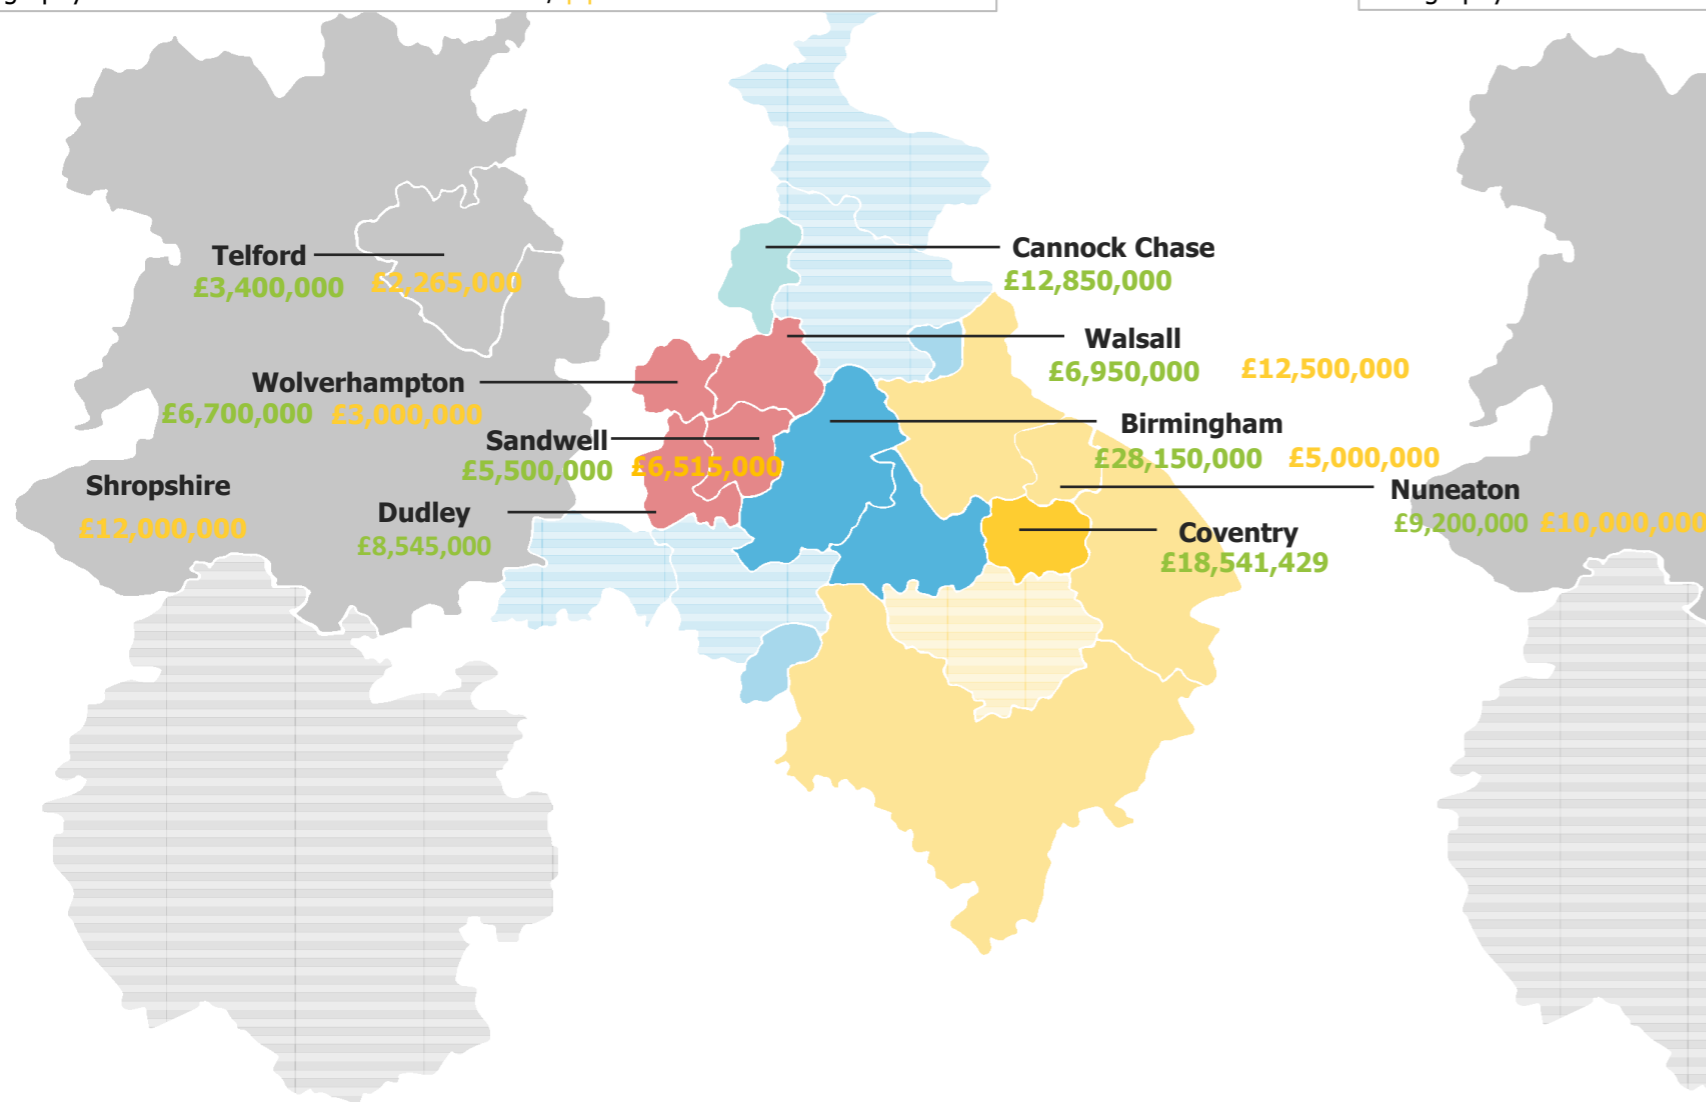 Telford
£3,400,000 £2,265,000
Cannock Chase
£12,850,000
Walsall
£6,950,000 £12,500,000
Wolverhampton
£6,700,000 £3,000,000
Birmingham
£28,150,000 £5,000,000
Sandwell
£5,500,000 £6,515,000
Shropshire
£12,000,000
Nuneaton
£9,200,000 £10,000,000
Dudley
£8,545,000
Coventry
£18,541,429